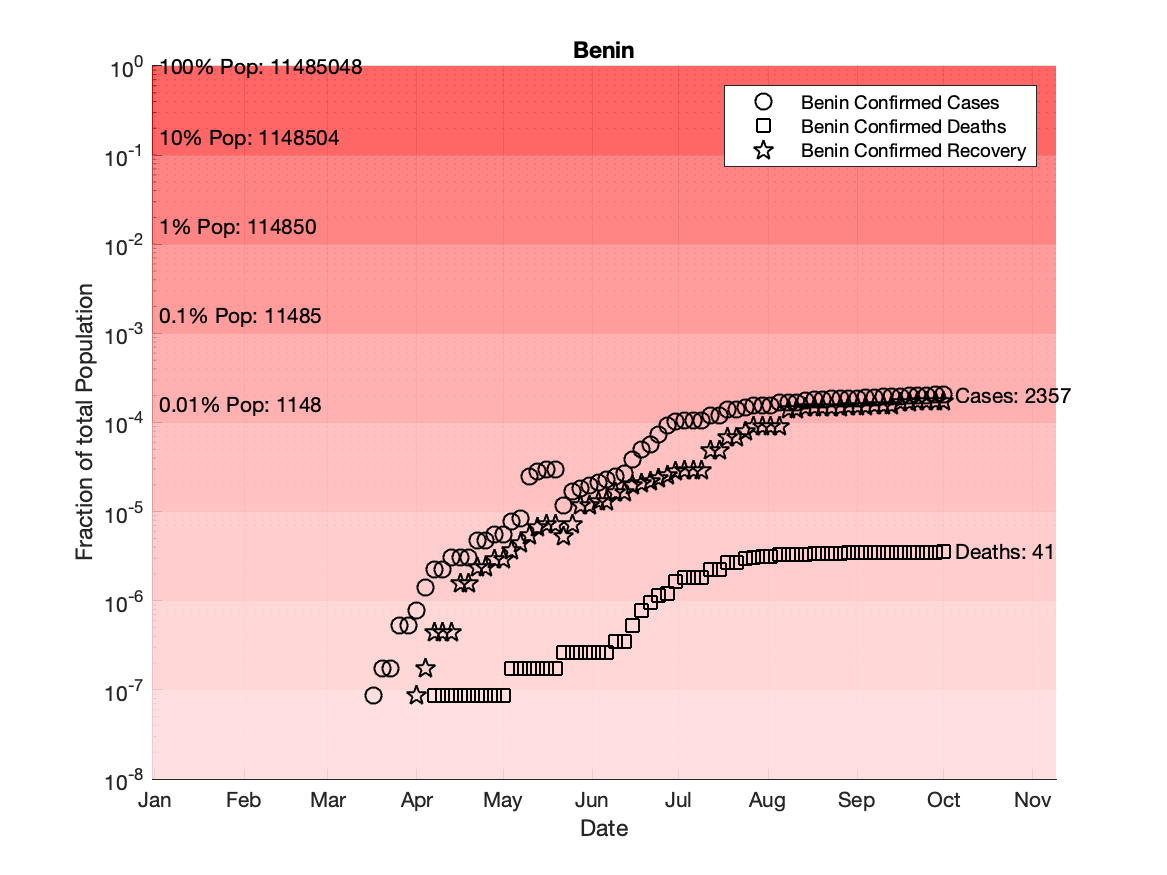 Benin
10^0
100% Pop: 11485048
Benin Confirmed Cases
Benin Confirmed Deaths
Benin Confirmed Recovery
10% Pop: 1148504
10^-1
1% Pop: 114850
10^-2
0.1% Pop: 11485
10^-3
0.01% Pop: 1148
10^-4
Cases: 2357
10^-5
Deaths: 41
10^-6
10^-7
10^-8
Fraction of total Population
Jan Feb Mar Apr May Jun Jul Aug Sep Oct Nov
Date